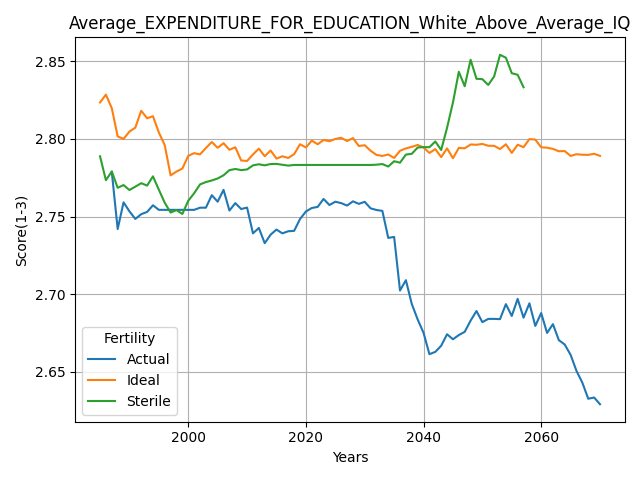 Average_EXPENDITURE_FOR_EDUCATION_White_Above_Average_IQ
Score(1-3)
2.85
2.80
2.75
2.70
2.65
Fertility
Actual
Ideal
Sterile
2000 2020 2040 2060
Years